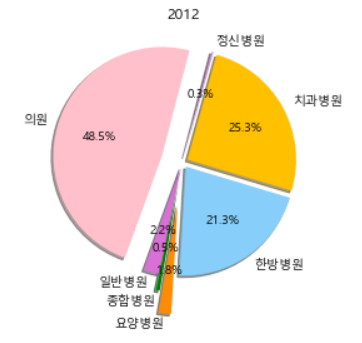 2012
정신병원
0.3%
치과병원
25.3%
의원
48.5%
21.3%
2.2%
0.5%
한방병원
1.8%
일반병원
종합병원
요양병원